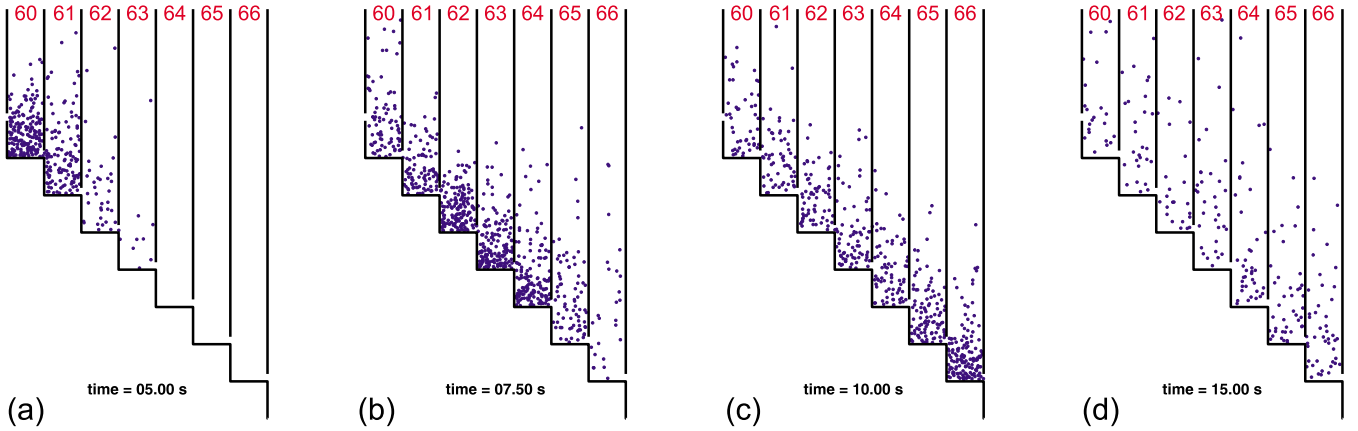 60 61 62 63 64 65 66
60 61 62 63 64 65 66
60 61 62 63 64 65 66
60 61 62 63 64 65 66
(a) time = 05.00 s
(b) time = 07.50 s
(c) time = 10.00 s
(d) time = 15.00 s